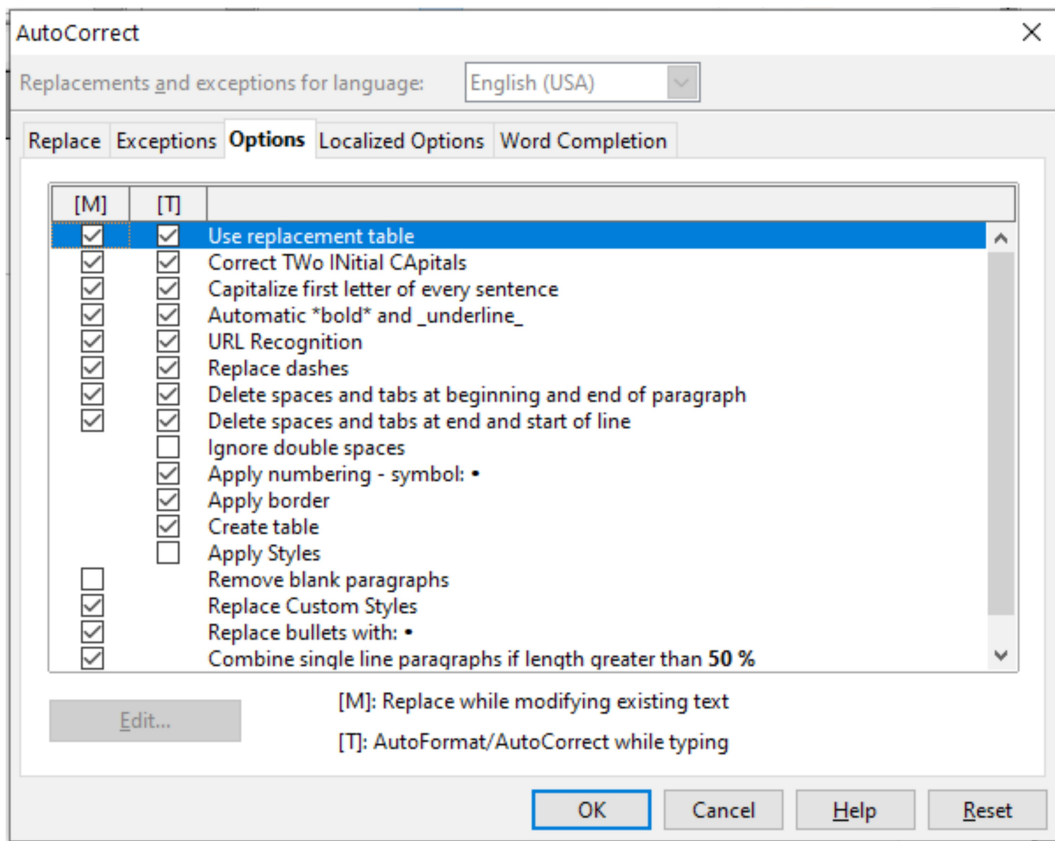 AutoCorrect
Replacements and exceptions for language: English (USA)
Replace Exceptions Options Localized Options Word Completion
[M] [T]
Use replacement table
Correct TWo INitial CApitals
Capitalize first letter of every sentence
Automatic *bold* and _underline_
URL Recognition
Replace dashes
Delete spaces and tabs at beginning and end of paragraph
Delete spaces and tabs at end and start of line
Ignore double spaces
Apply numbering - symbol: •
Apply border
Create table
Apply Styles
Remove blank paragraphs
Replace Custom Styles
Replace bullets with: •
Combine single line paragraphs if length greater than 50 %
Edit...
[M]: Replace while modifying existing text
[T]: AutoFormat/AutoCorrect while typing
OK Cancel Help Reset